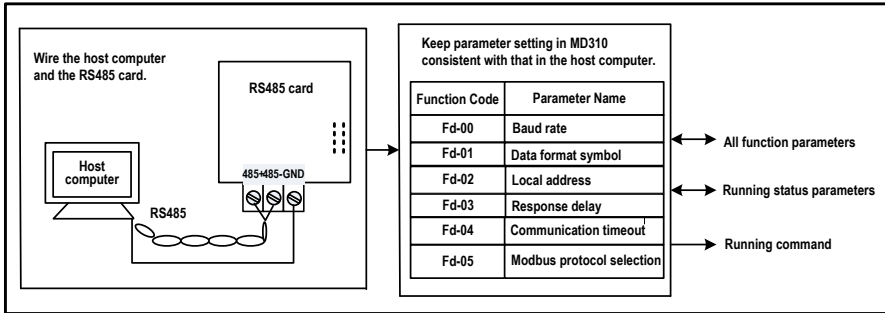 Wire the host computer
and the RS485 card.
RS485 card
485+485-GND
Host
computer
RS485
Keep parameter setting in MD310
consistent with that in the host computer.
Function Code Parameter Name
Fd-00 Baud rate
Fd-01 Data format symbol
Fd-02 Local address
Fd-03 Response delay
Fd-04 Communication timeout
Fd-05 Modbus protocol selection
All function parameters
Running status parameters
Running command